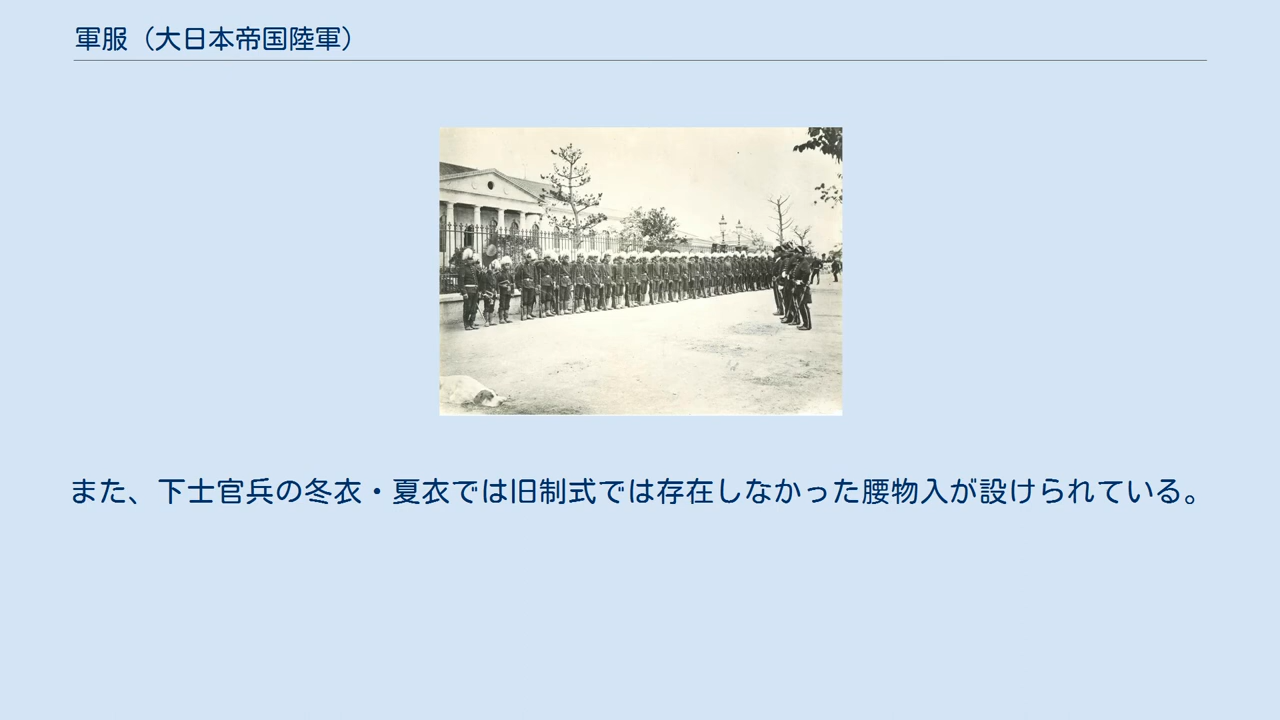 軍服（大日本帝国陸軍）
また、下士官兵の冬衣・夏衣では旧制式では存在しなかった腰物入が設けられている。